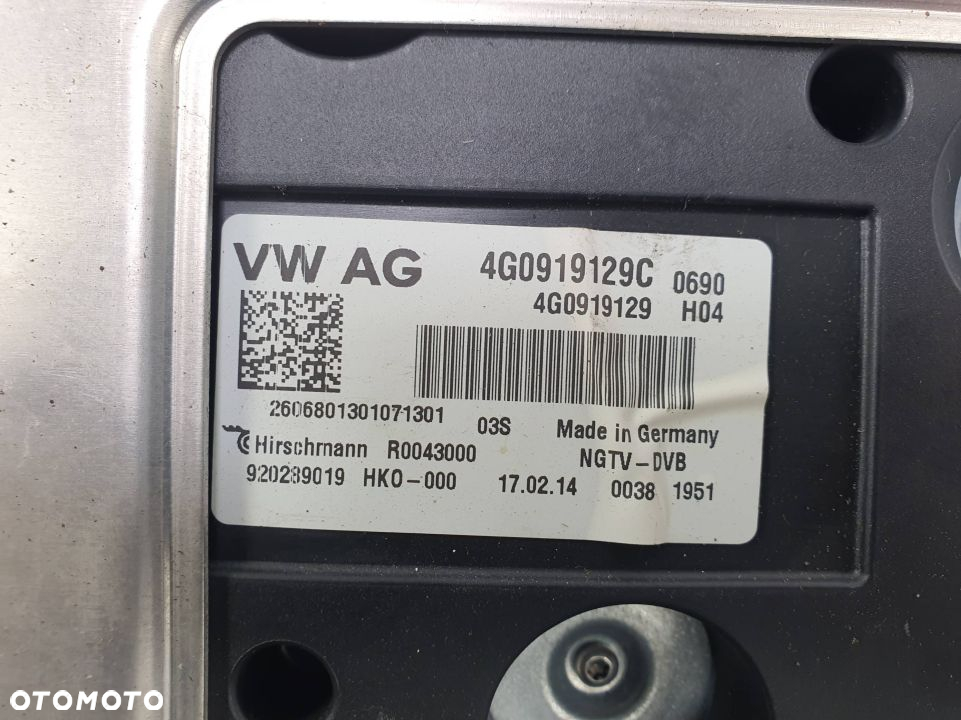 VW AG 4G0919129C 0690
4G0919129 H04
2606801301071301 03S Made in Germany
Hirschmann R0043000 NGTV-DVB
920289019 HKO-000 17.02.14 0038 1951
OTOMOTO